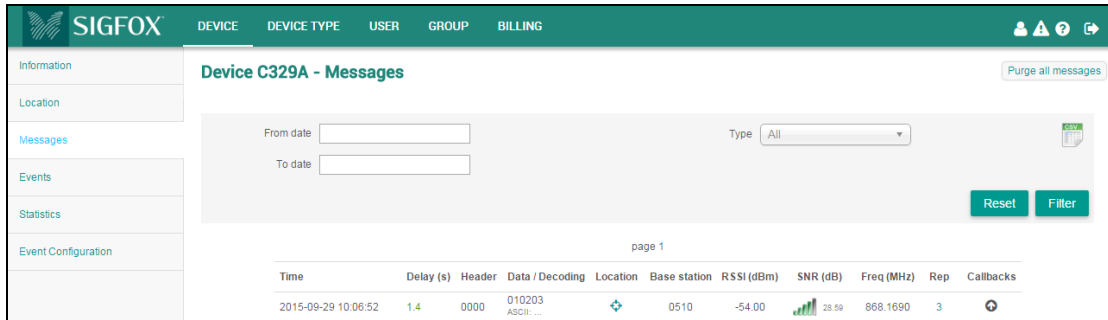 SIGFOX DEVICE DEVICE TYPE USER GROUP BILLING
Information
Location
Messages
Events
Statistics
Event Configuration
Device C329A - Messages
Purge all messages
From date
Type All
CSV
To date
Reset Filter
page 1
Time Delay (s) Header Data / Decoding Location Base station RSSI (dBm) SNR (dB) Freq (MHz) Rep Callbacks
2015-09-29 10:06:52 1.4 0000 010203 0510 -54.00 28.59 868.1690 3
ASCII: ...